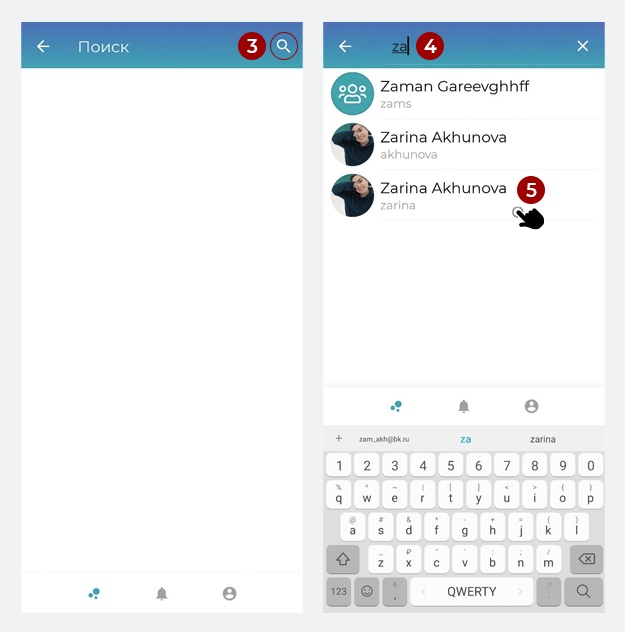 Поиск
3
za
4
Zaman Gareevghhff
zams
Zarina Akhunova
akhunova
Zarina Akhunova
5
zarina
+ zam_akh@bk.ru za zarina
1 2 3 4 5 6 7 8 9 0
% ^ ~ | [ ] < > { }
q w e r t y u i o p
@ # & * - + = ( )
a s d f g h j k l
_ ₽ " ' : ; /
z x c v b n m
123 , QWERTY .